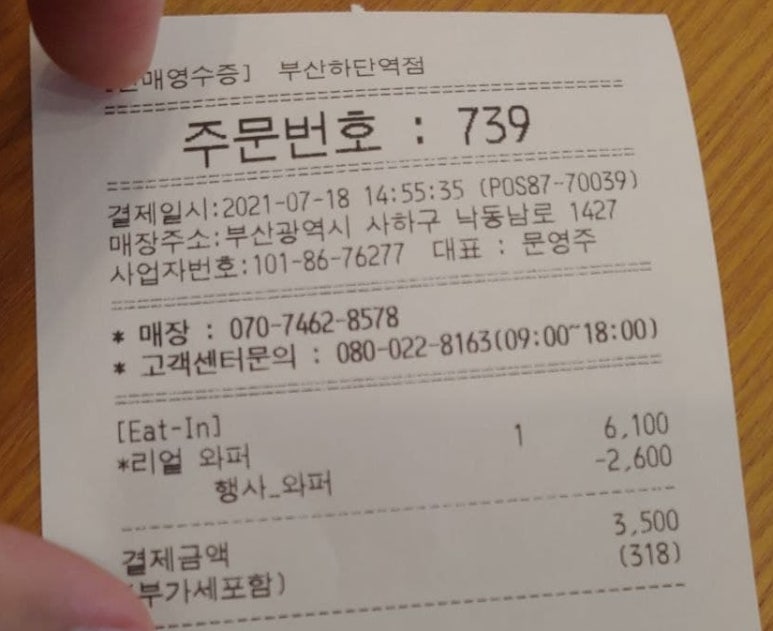 매영수증] 부산하단역점
주문번호 : 739
결제일시:2021-07-18 14:55:35 (POS87-70039)
매장주소:부산광역시 사하구 낙동남로 1427
사업자번호:101-86-76277 대표 : 문영주
* 매장 : 070-7462-8578
* 고객센터문의 : 080-022-8163(09:00~18:00)
[Eat-In]
*리얼 와퍼 1 6,100
행사_와퍼 -2,600
결제금액 3,500
(부가세포함) (318)